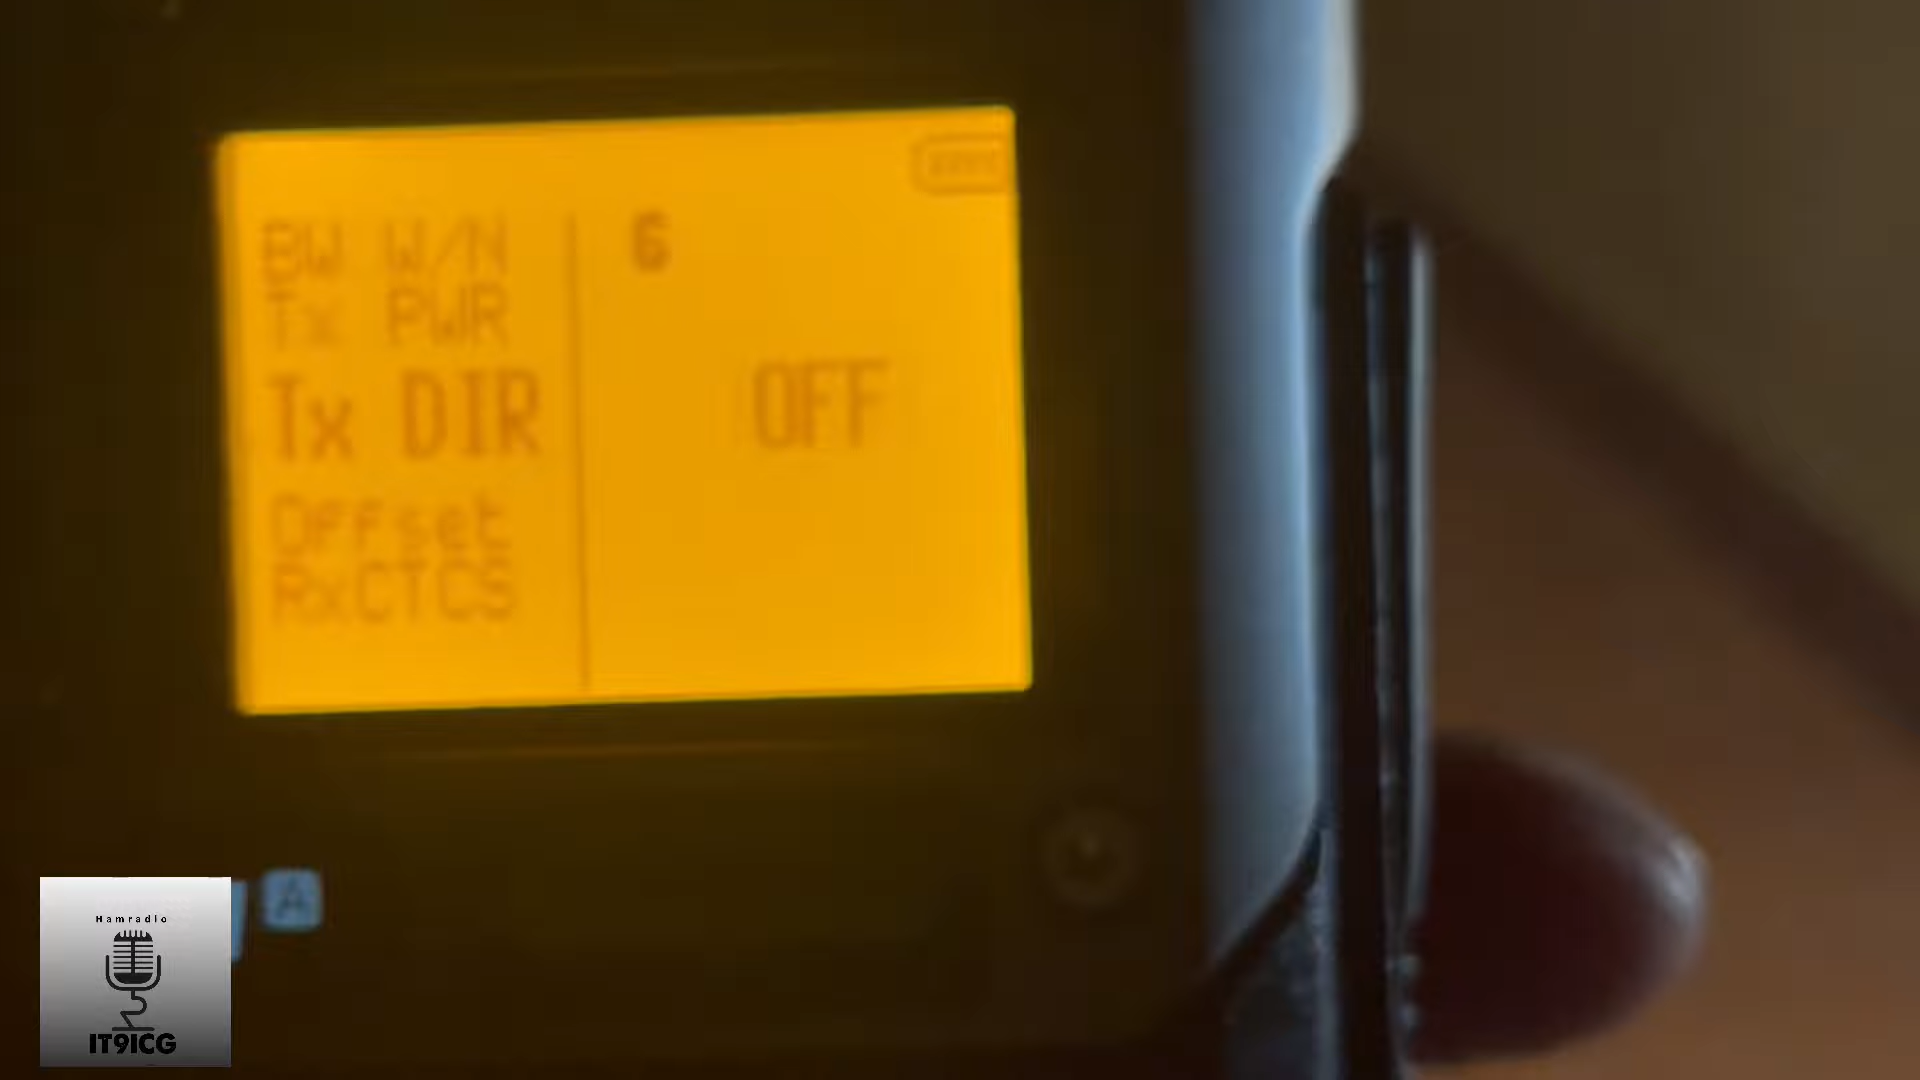 BW W/N
Tx PWR
Tx DIR
Offset
RxCTCS
6
OFF
A
Hamradio
IT9ICG